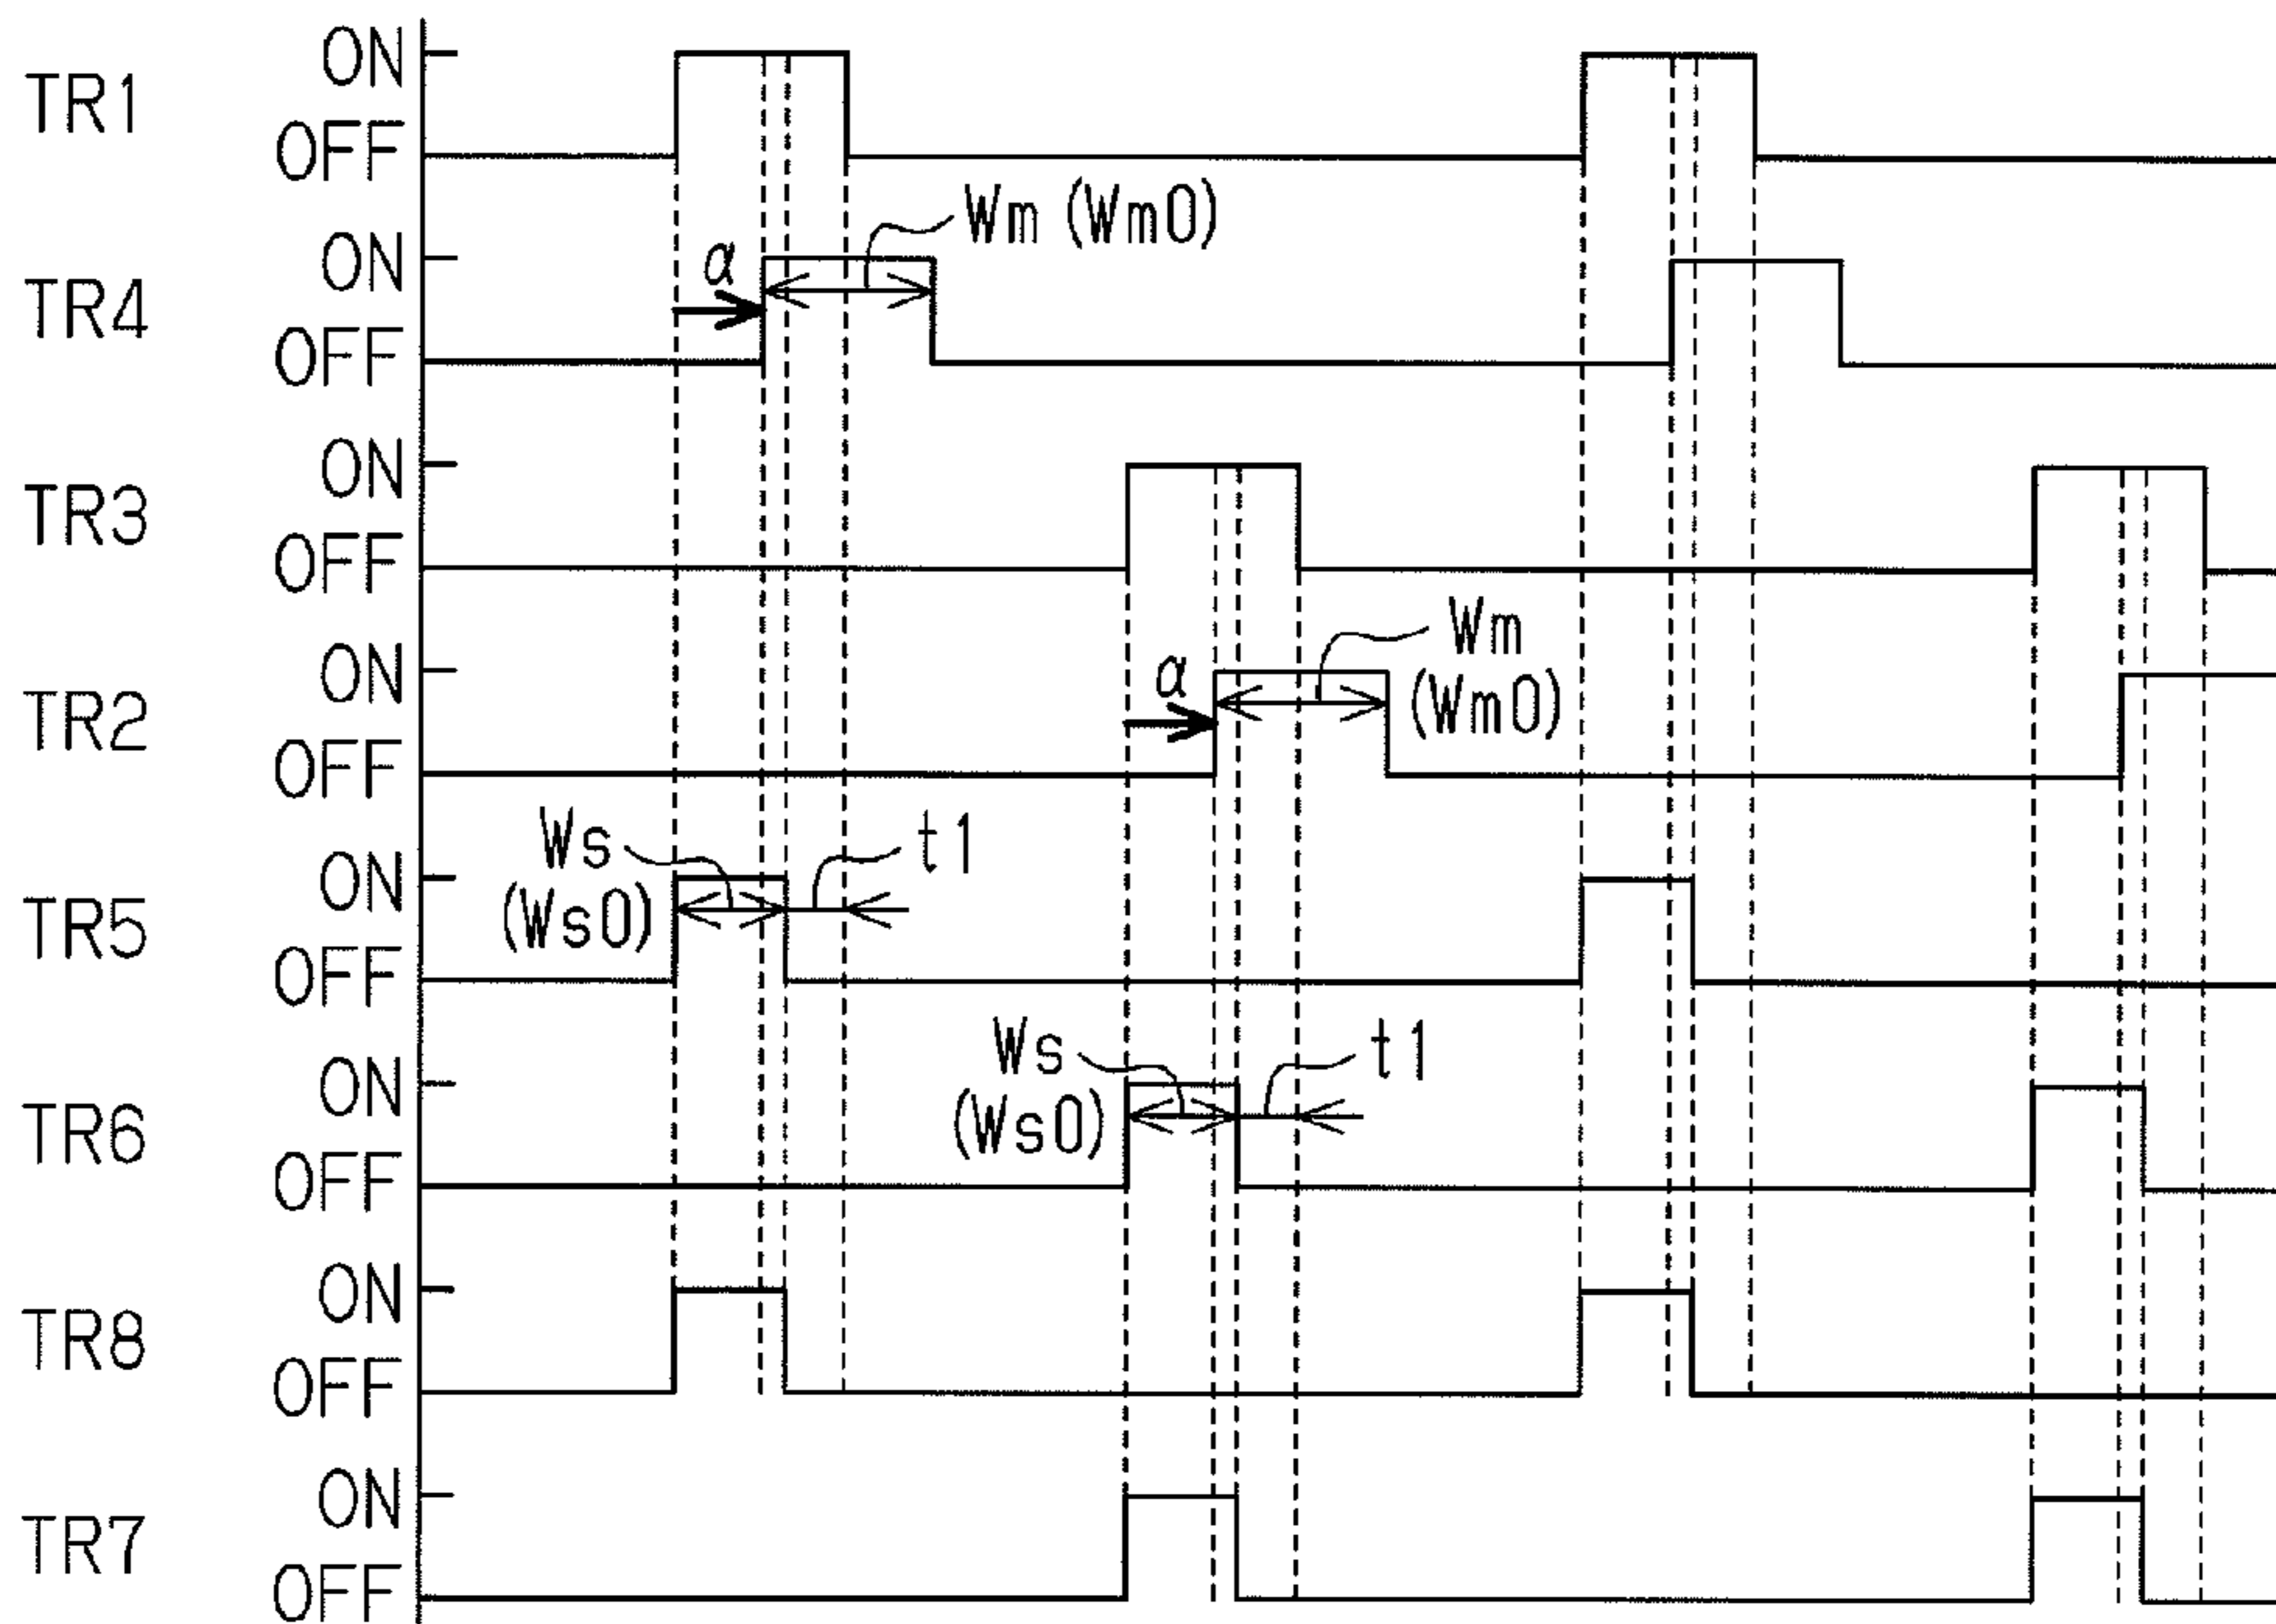 ON
TR1
OFF
Wm (Wm0)
ON
α
TR4
OFF
ON
TR3
OFF
Wm
(Wm0)
ON
α
TR2
OFF
Ws
(Ws0)
t1
ON
TR5
OFF
Ws
(Ws0)
t1
ON
TR6
OFF
ON
TR8
OFF
ON
TR7
OFF